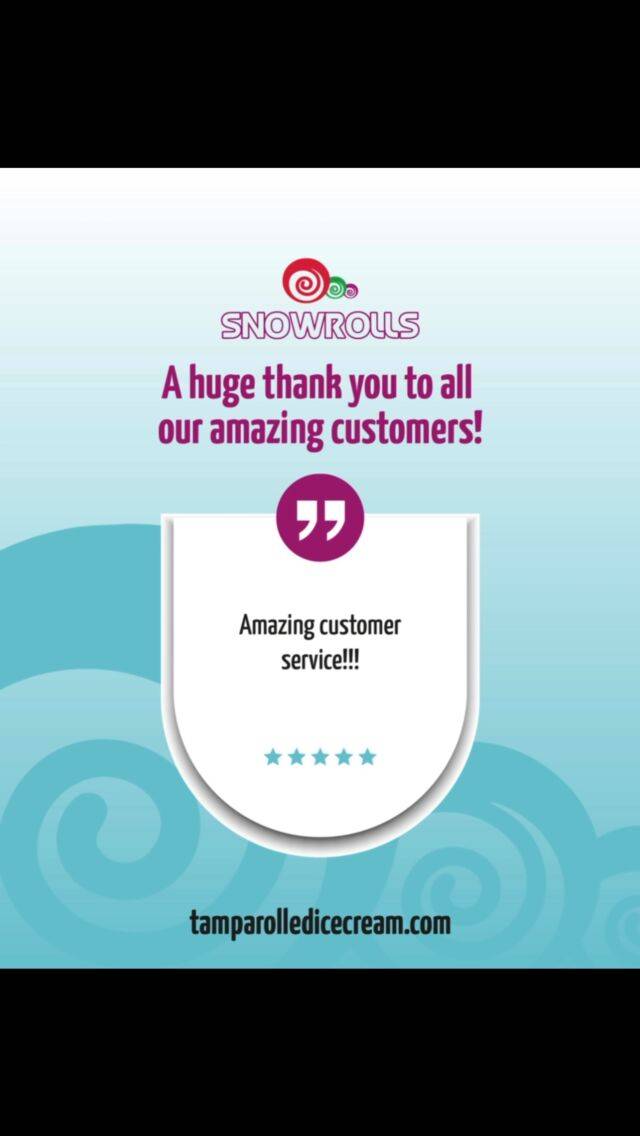 SNOWROLLS
A huge thank you to all
our amazing customers!
”
Amazing customer
service!!!
tamparolledicecream.com